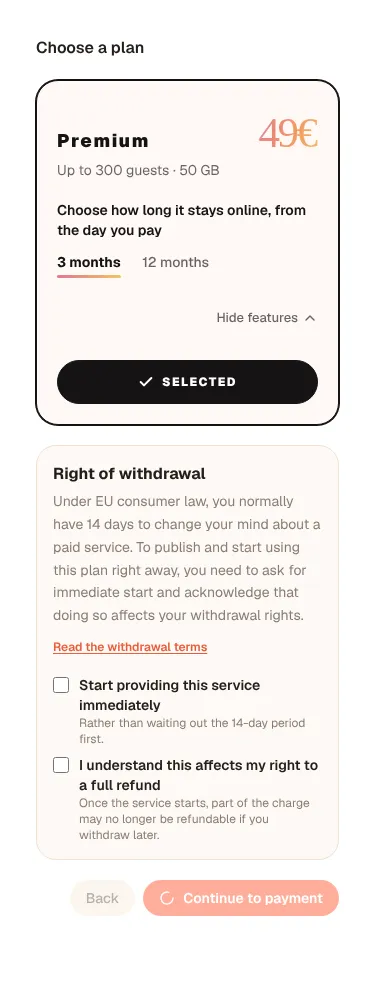 Choose a plan
Premium
49€
Up to 300 guests · 50 GB
Choose how long it stays online, from
the day you pay
3 months 12 months
Hide features
SELECTED
Right of withdrawal
Under EU consumer law, you normally
have 14 days to change your mind about a
paid service. To publish and start using
this plan right away, you need to ask for
immediate start and acknowledge that
doing so affects your withdrawal rights.
Read the withdrawal terms
Start providing this service
immediately
Rather than waiting out the 14-day period
first.
I understand this affects my right to
a full refund
Once the service starts, part of the charge
may no longer be refundable if you
withdraw later.
Back Continue to payment